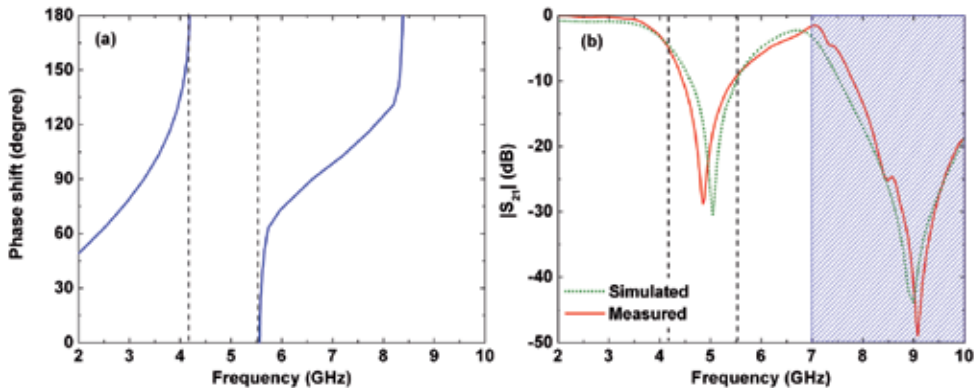 (a)
Phase shift (degree)
180
150
120
90
60
30
0
2 3 4 5 6 7 8 9 10
Frequency (GHz)
(b)
|S21| (dB)
0
-10
-20
-30
-40
-50
Simulated
Measured
2 3 4 5 6 7 8 9 10
Frequency (GHz)